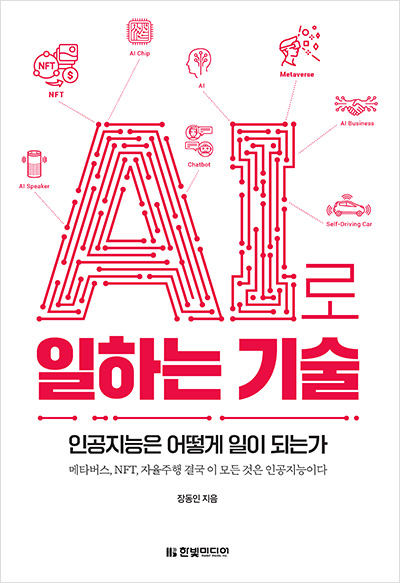 AI Chip
NFT
NFT
AI
Metaverse
AI Business
Chatbot
AI Speaker
Self-Driving Car
AI로
일하는 기술
인공지능은 어떻게 일이 되는가
메타버스, NFT, 자율주행 결국 이 모든 것은 인공지능이다
장동인 지음
한빛미디어